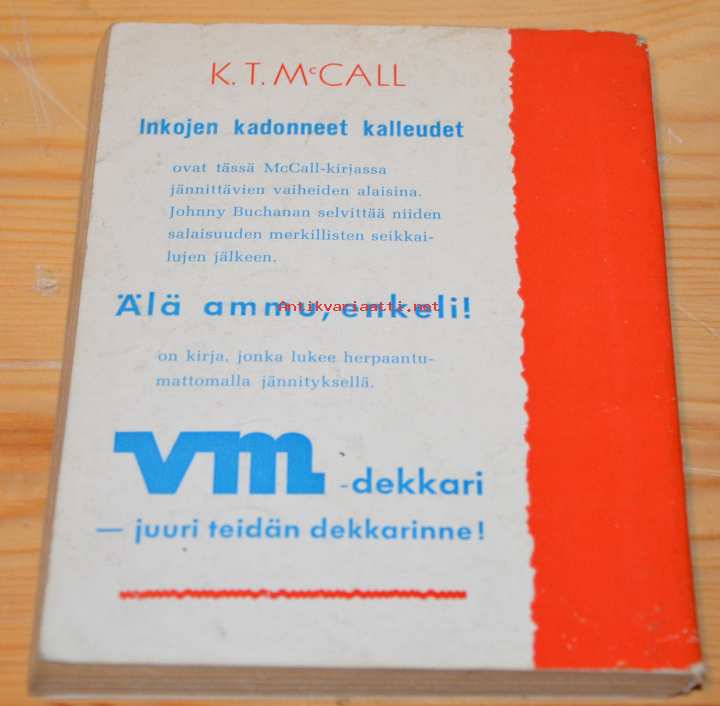 K. T. McCALL
Inkojen kadonneet kalleudet
ovat tässä McCall-kirjassa
jännittävien vaiheiden alaisina.
Johnny Buchanan selvittää niiden
salaisuuden merkillisten seikkai-
lujen jälkeen.
Älä ammu, enkeli!
Antikvariaatti.net
on kirja, jonka lukee herpaantu-
mattomalla jännityksellä.
vm -dekkari
— juuri teidän dekkarinne!